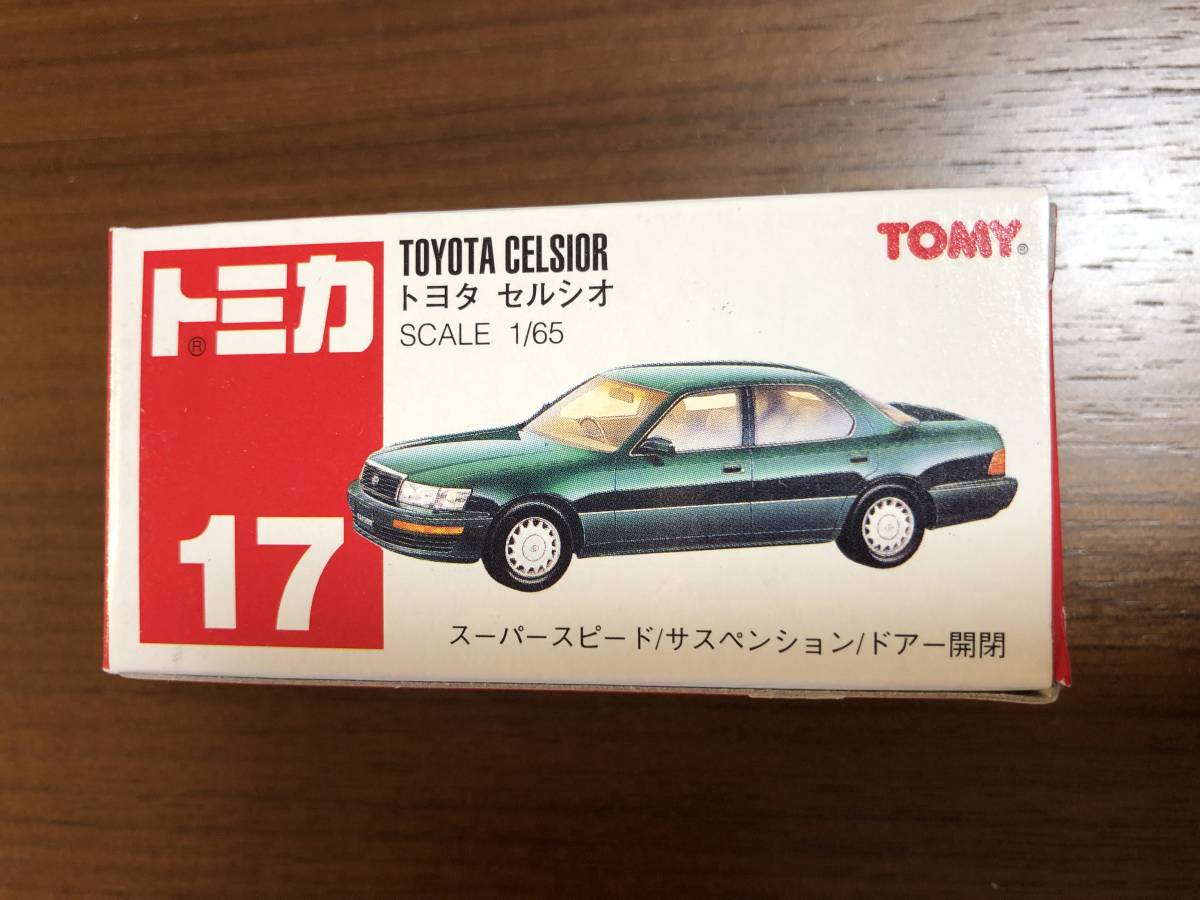 トミカ®
17
TOYOTA CELSIOR
トヨタ セルシオ
SCALE 1/65
TOMY®
スーパースピード/サスペンション/ドアー開閉